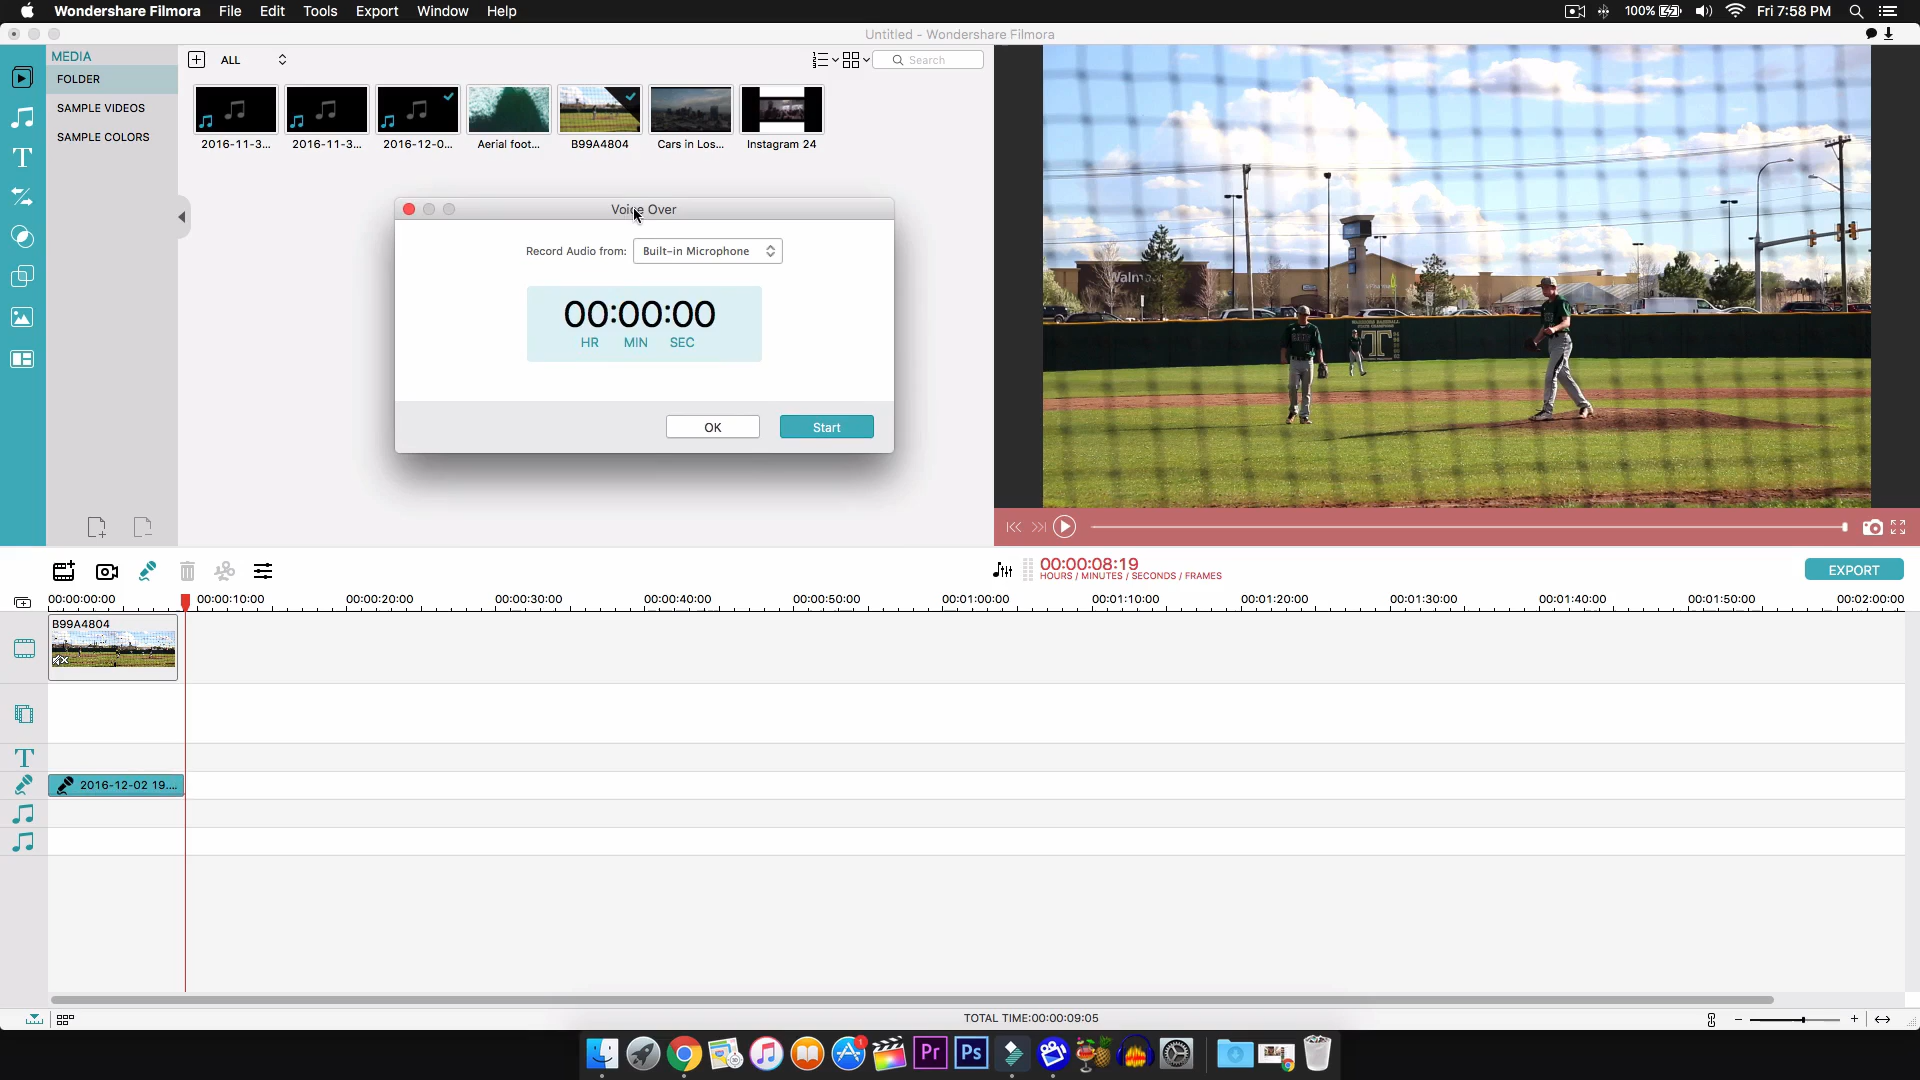 Wondershare Filmora File Edit Tools Export Window Help
100% Fri 7:58 PM
Untitled - Wondershare Filmora
MEDIA
FOLDER
SAMPLE VIDEOS
SAMPLE COLORS
ALL
Search
2016-11-3...
2016-11-3...
2016-12-0...
Aerial foot...
B99A4804
Cars in Los...
Instagram 24
Voice Over
Record Audio from: Built-in Microphone
00:00:00
HR MIN SEC
OK
Start
00:00:08:19
HOURS / MINUTES / SECONDS / FRAMES
EXPORT
00:00:00:00 00:00:10:00 00:00:20:00 00:00:30:00 00:00:40:00 00:00:50:00 00:01:00:00 00:01:10:00 00:01:20:00 00:01:30:00 00:01:40:00 00:01:50:00 00:02:00:00
B99A4804
2016-12-02 19....
TOTAL TIME:00:00:09:05
1
Pr
Ps